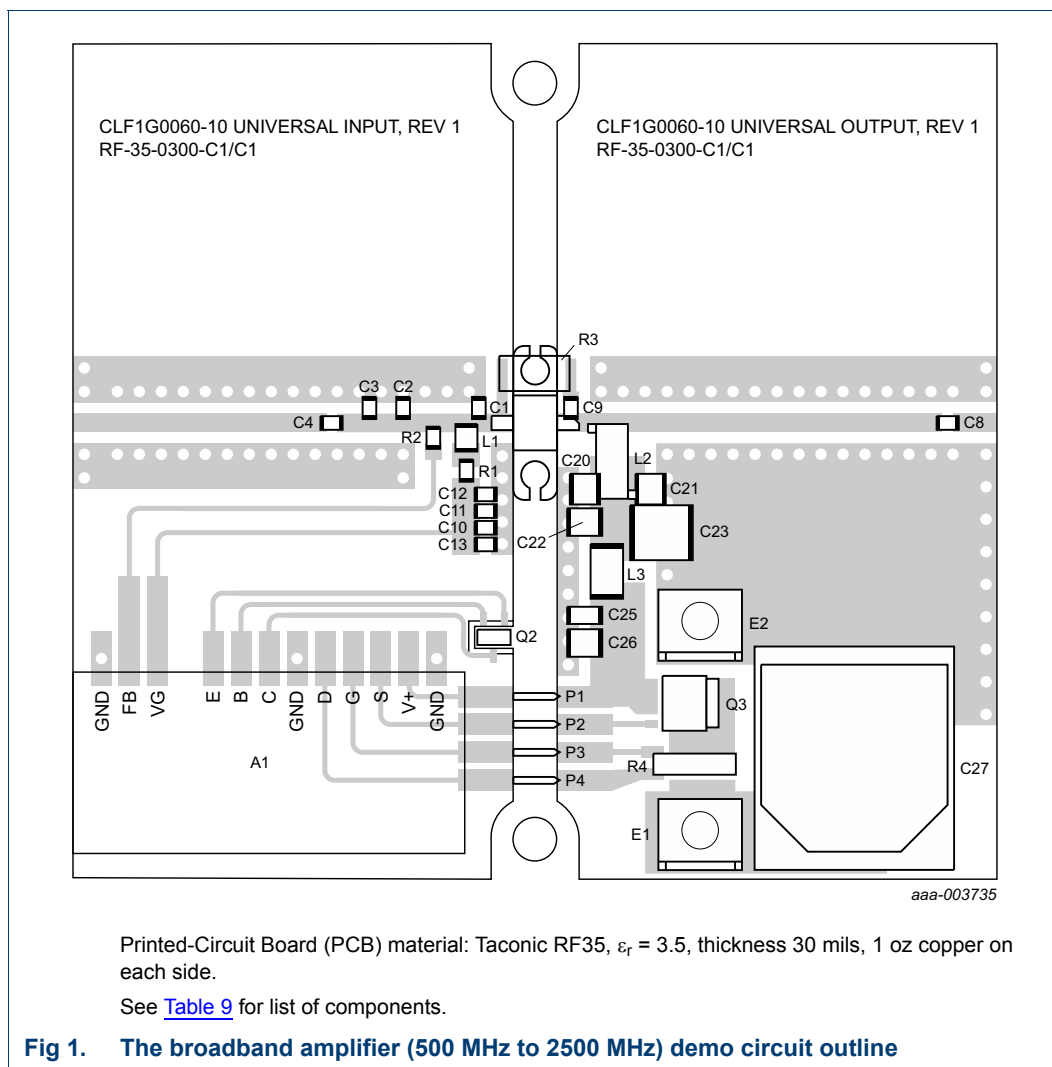 CLF1G0060-10 UNIVERSAL INPUT, REV 1
RF-35-0300-C1/C1
CLF1G0060-10 UNIVERSAL OUTPUT, REV 1
RF-35-0300-C1/C1
R3
C3
C2
C1
C9
C4
C8
R2
L1
R1
C20
L2
C12
C21
C11
C10
C22
C23
C13
L3
C25
E2
Q2
C26
GND
FB
VG
E
B
C
GND
D
G
S
V+
GND
P1
Q3
P2
P3
A1
R4
C27
P4
E1
aaa-003735
Printed-Circuit Board (PCB) material: Taconic RF35, εr = 3.5, thickness 30 mils, 1 oz copper on
each side.
See Table 9 for list of components.
Fig 1. The broadband amplifier (500 MHz to 2500 MHz) demo circuit outline